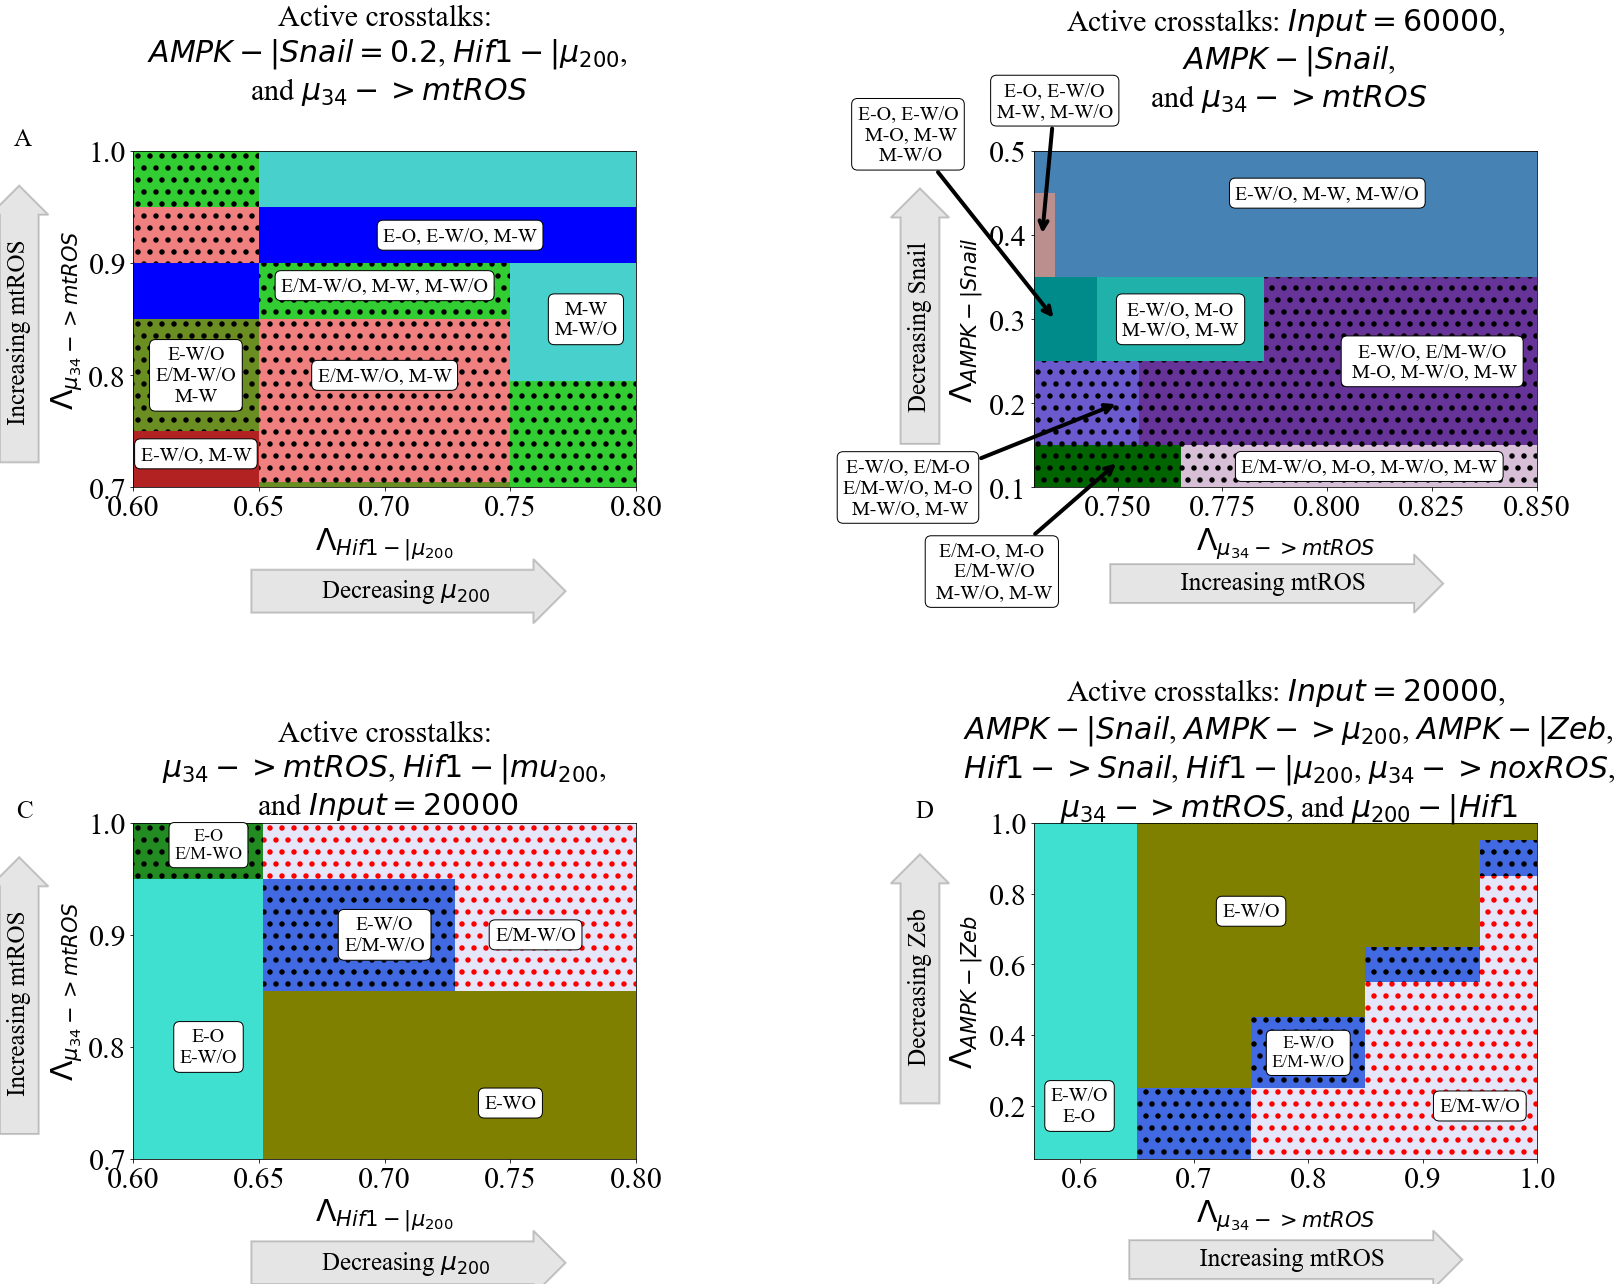 Active crosstalks:
AMPK − |Snail = 0.2, Hif1 − |μ200,
and μ34 − > mtROS
A
1.0
0.9
0.8
0.7
Increasing mtROS
Λμ34 − > mtROS
E-O, E-W/O, M-W
E/M-W/O, M-W, M-W/O
M-W
M-W/O
E-W/O
E/M-W/O
M-W
E/M-W/O, M-W
E-W/O, M-W
0.60
0.65
0.70
0.75
0.80
ΛHif1 − |μ200
Decreasing μ200
Active crosstalks: Input = 60000,
AMPK − |Snail,
and μ34 − > mtROS
E-O, E-W/O
M-W, M-W/O
E-O, E-W/O
M-O, M-W
M-W/O
0.5
0.4
0.3
0.2
0.1
Decreasing Snail
ΛAMPK − |Snail
E-W/O, M-W, M-W/O
E-W/O, M-O
M-W/O, M-W
E-W/O, E/M-W/O
M-O, M-W/O, M-W
E/M-W/O, M-O, M-W/O, M-W
E-W/O, E/M-O
E/M-W/O, M-O
M-W/O, M-W
E/M-O, M-O
E/M-W/O
M-W/O, M-W
0.750
0.775
0.800
0.825
0.850
Λμ34 − > mtROS
Increasing mtROS
Active crosstalks:
μ34 − > mtROS, Hif1 − |mu200,
and Input = 20000
C
1.0
0.9
0.8
0.7
Increasing mtROS
Λμ34 − > mtROS
E-O
E/M-WO
E-W/O
E/M-W/O
E/M-W/O
E-O
E-W/O
E-WO
0.60
0.65
0.70
0.75
0.80
ΛHif1 − |μ200
Decreasing μ200
Active crosstalks: Input = 20000,
AMPK − |Snail, AMPK − > μ200, AMPK − |Zeb,
Hif1 − > Snail, Hif1 − |μ200, μ34 − > noxROS,
μ34 − > mtROS, and μ200 − |Hif1
D
1.0
0.8
0.6
0.4
0.2
Decreasing Zeb
ΛAMPK − |Zeb
E-W/O
E-W/O
E/M-W/O
E-W/O
E-O
E/M-W/O
0.6
0.7
0.8
0.9
1.0
Λμ34 − > mtROS
Increasing mtROS